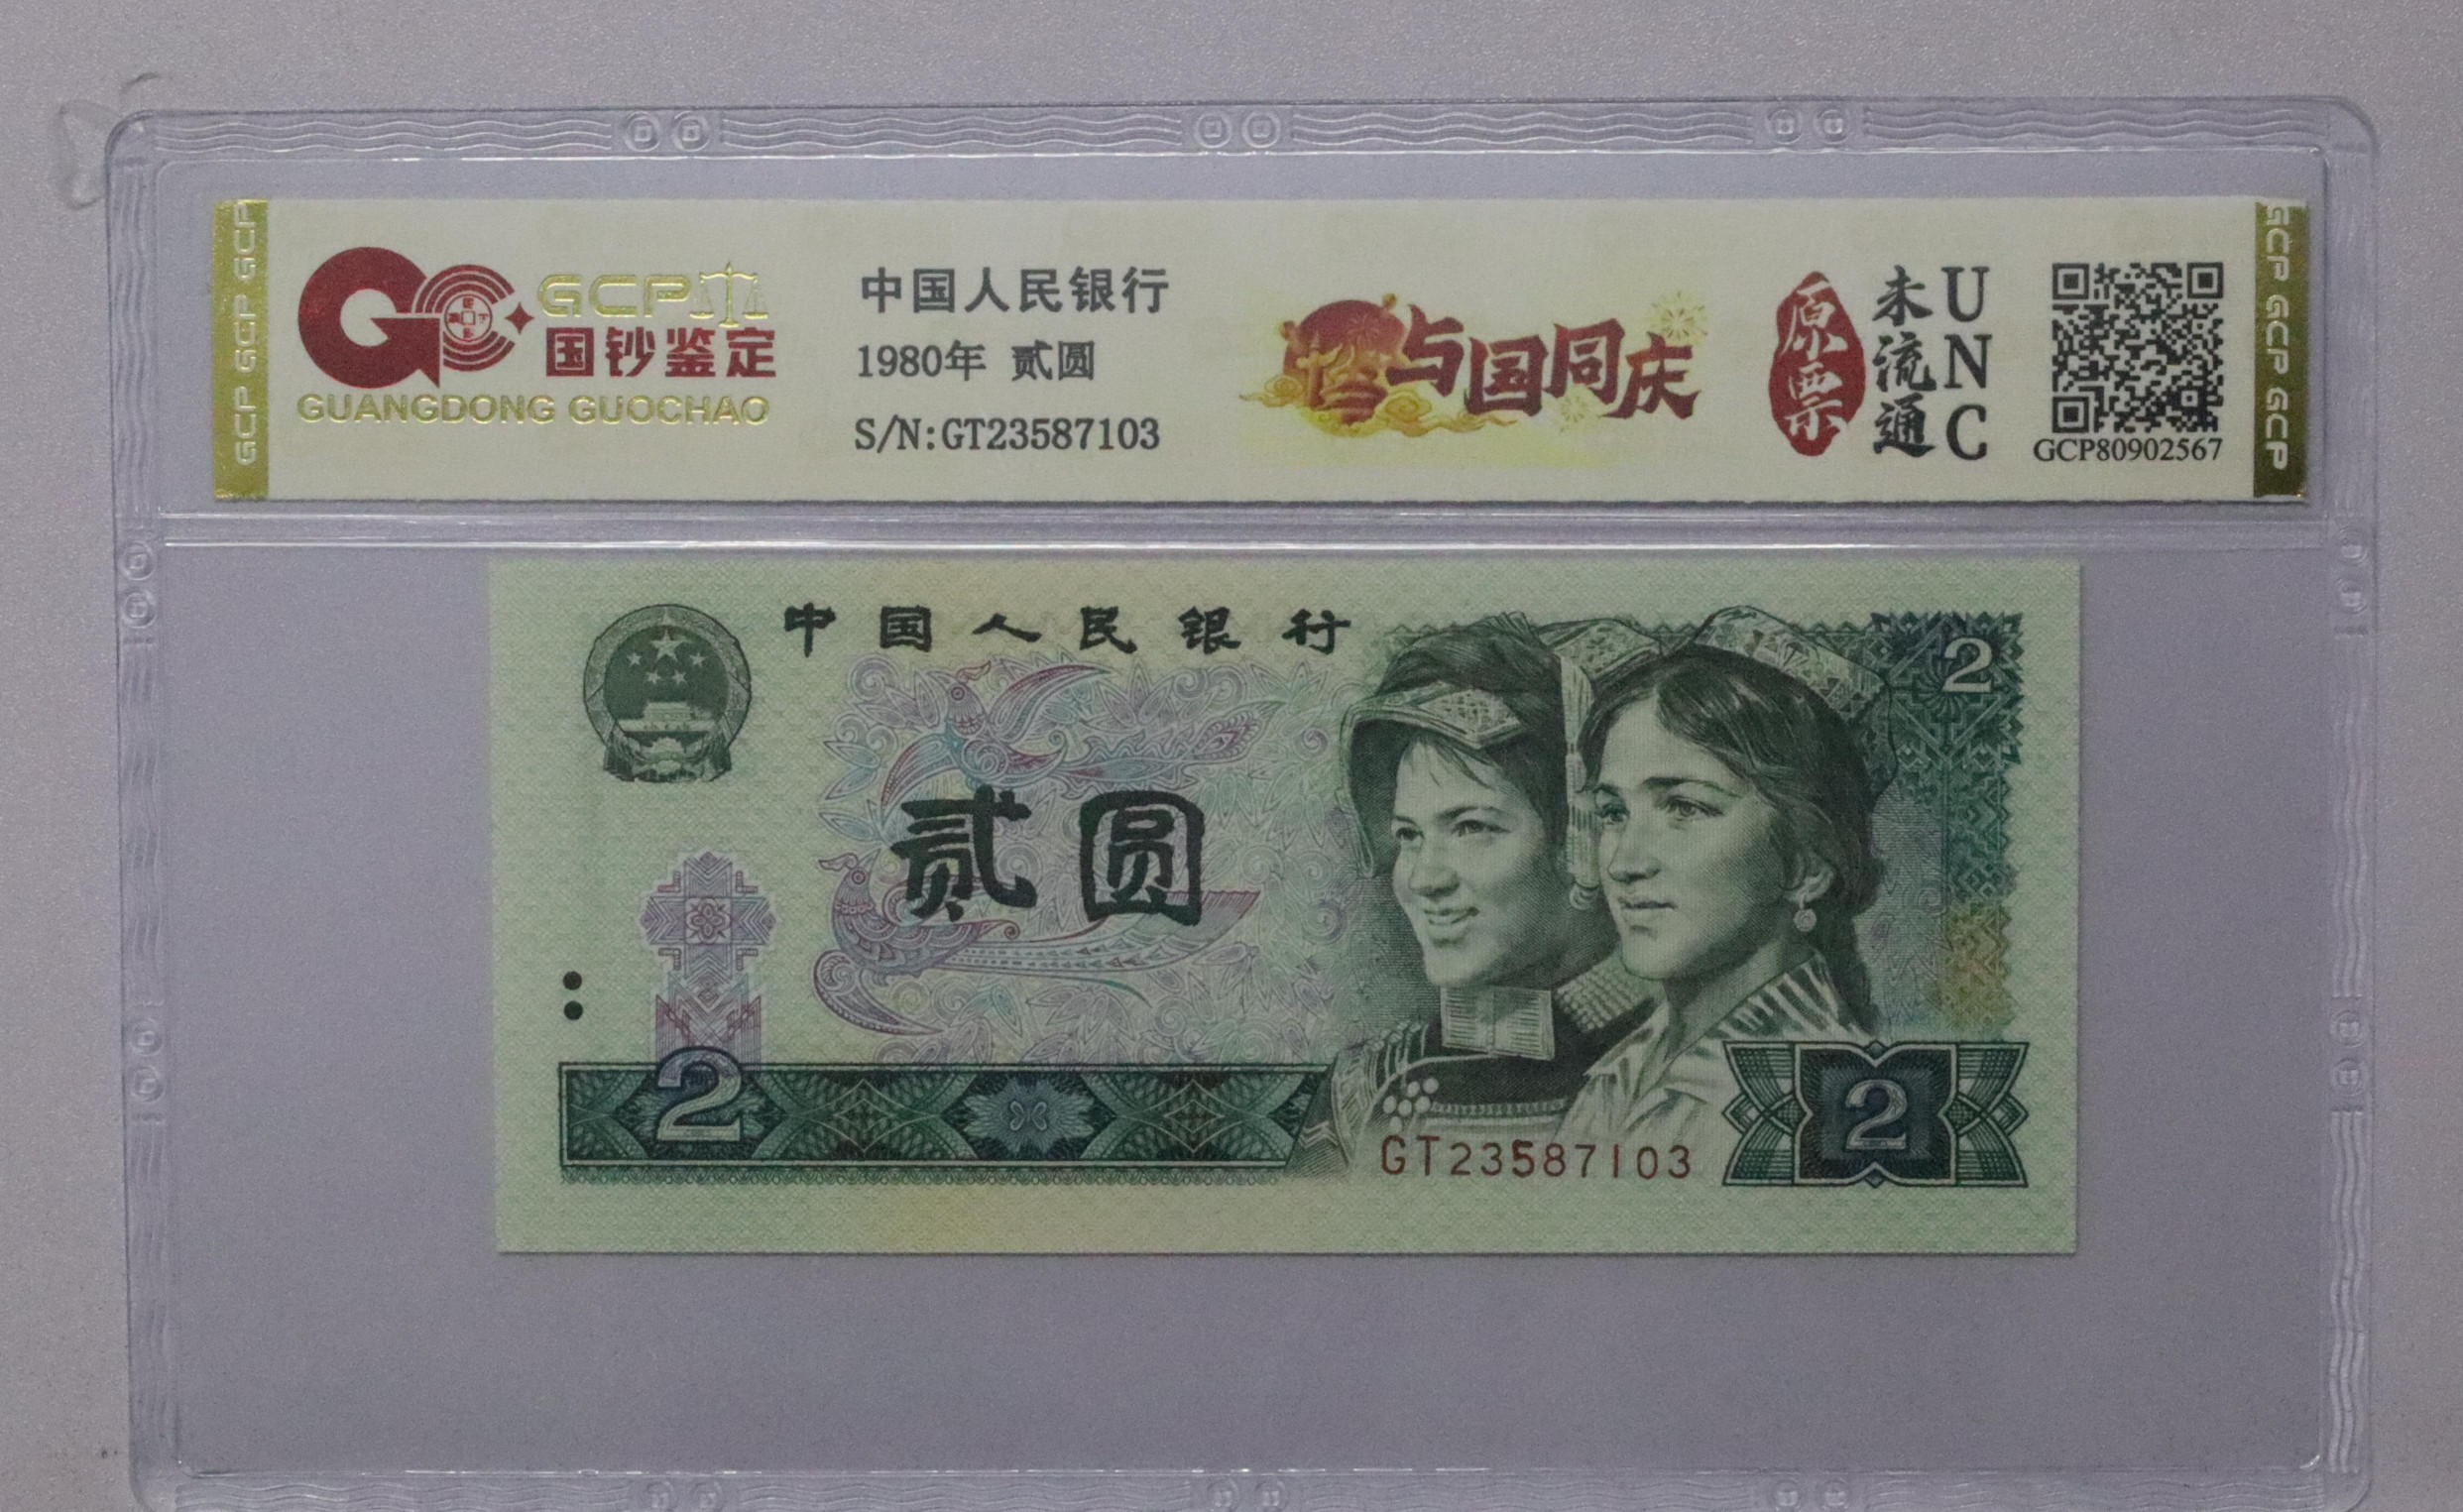 GCP GCP GCP
GCP
国钞鉴定
GUANGDONG GUOCHAO
中国人民银行
1980年 贰圆
S/N:GT23587103
与国同庆
原票
未流通
UNC
GCP80902567
GCP GCP GCP
中国人民银行
2
贰圆
2
2
GT23587103